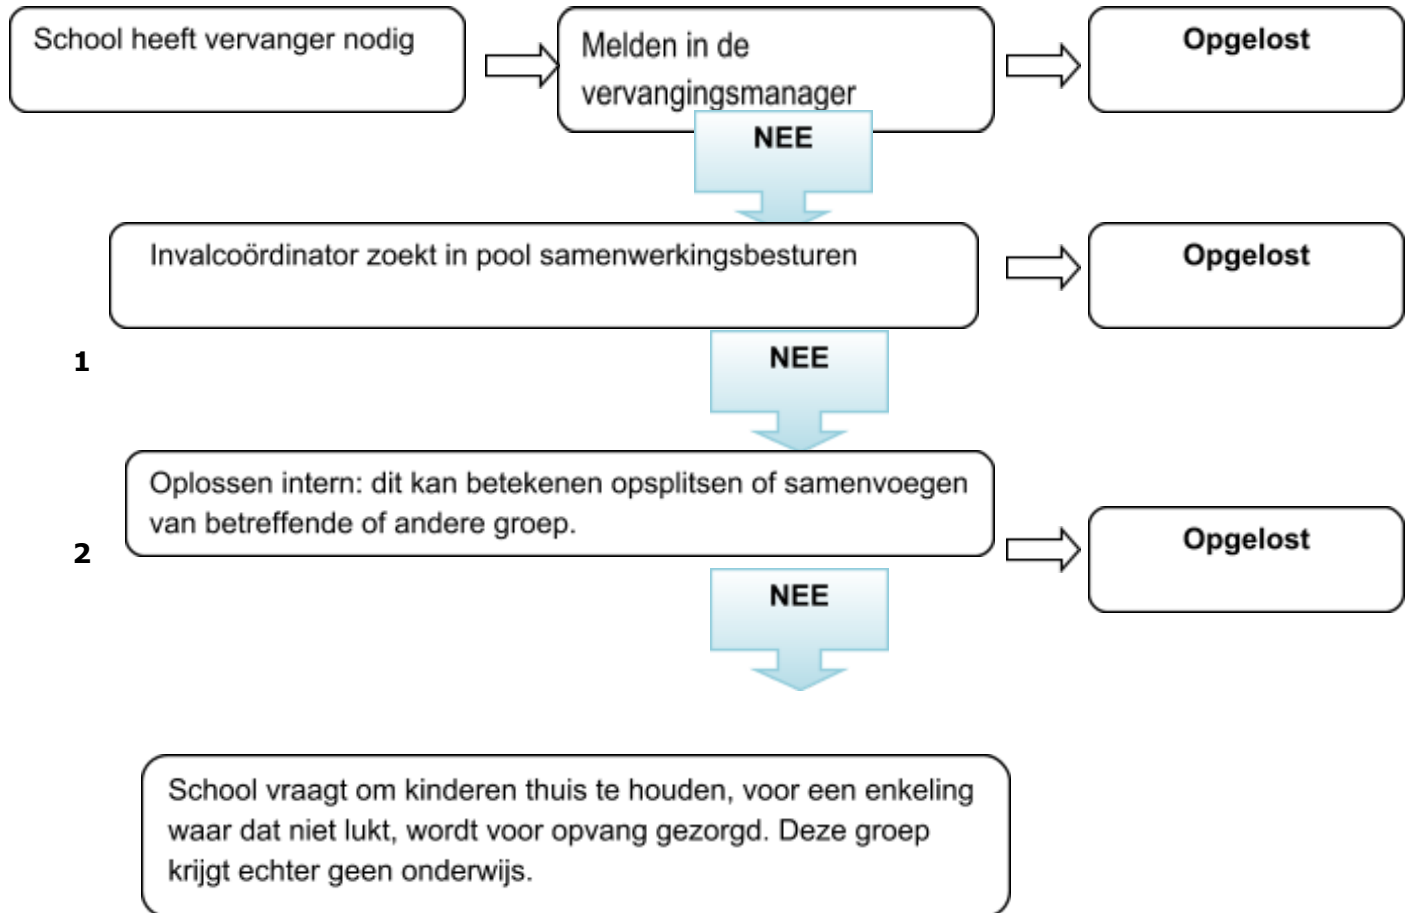 School heeft vervanger nodig
Melden in de
vervangingsmanager
Opgelost
NEE
Invalcoördinator zoekt in pool samenwerkingsbesturen
Opgelost
1
NEE
Oplossen intern: dit kan betekenen opsplitsen of samenvoegen
van betreffende of andere groep.
2
Opgelost
NEE
School vraagt om kinderen thuis te houden, voor een enkeling
waar dat niet lukt, wordt voor opvang gezorgd. Deze groep
krijgt echter geen onderwijs.